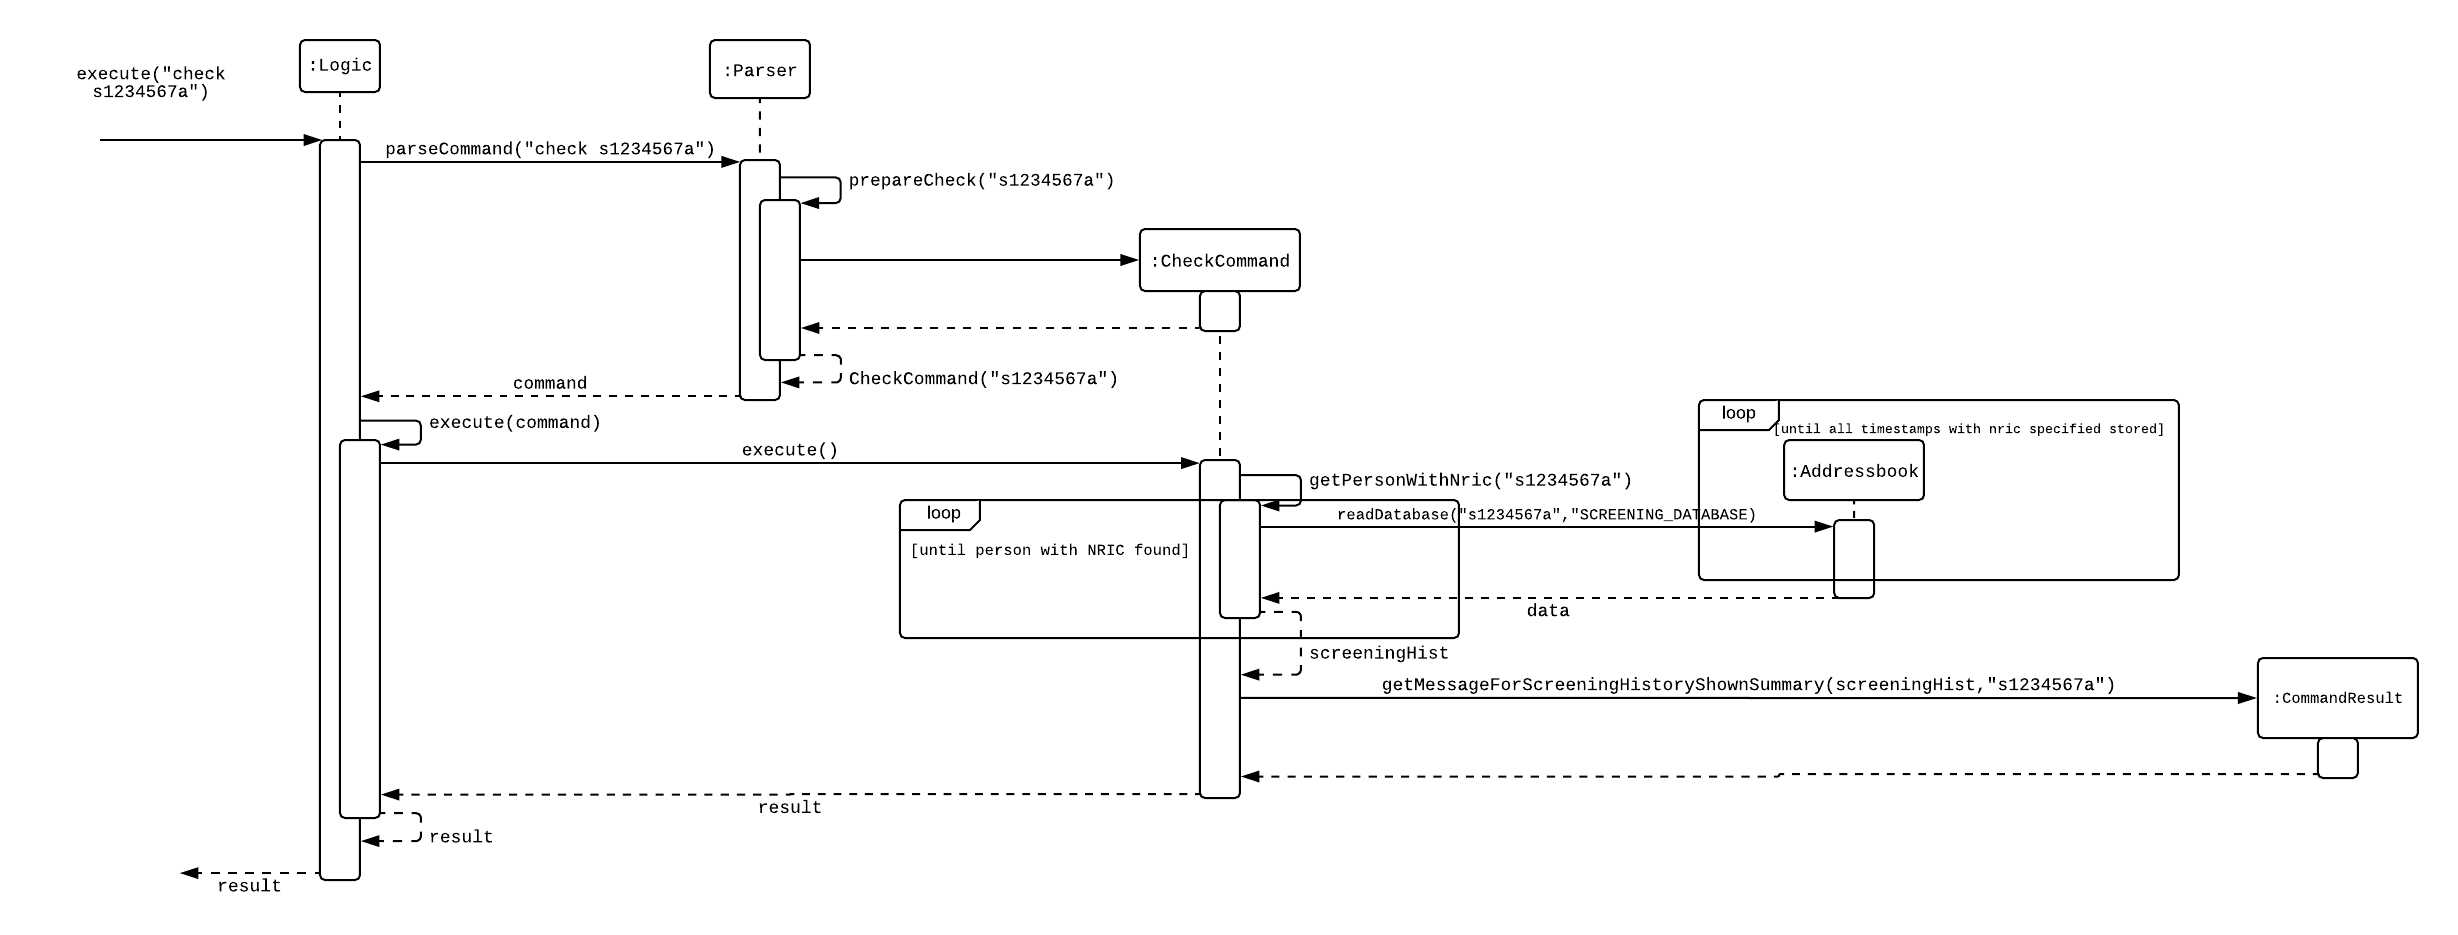 :Logic
:Parser
execute("check
s1234567a")
parseCommand("check s1234567a")
prepareCheck("s1234567a")
:CheckCommand
CheckCommand("s1234567a")
command
execute(command)
loop
[until all timestamps with nric specified stored]
:Addressbook
execute()
getPersonWithNric("s1234567a")
loop
readDatabase("s1234567a","SCREENING_DATABASE)
[until person with NRIC found]
data
screeningHist
getMessageForScreeningHistoryShownSummary(screeningHist,"s1234567a")
:CommandResult
result
result
result